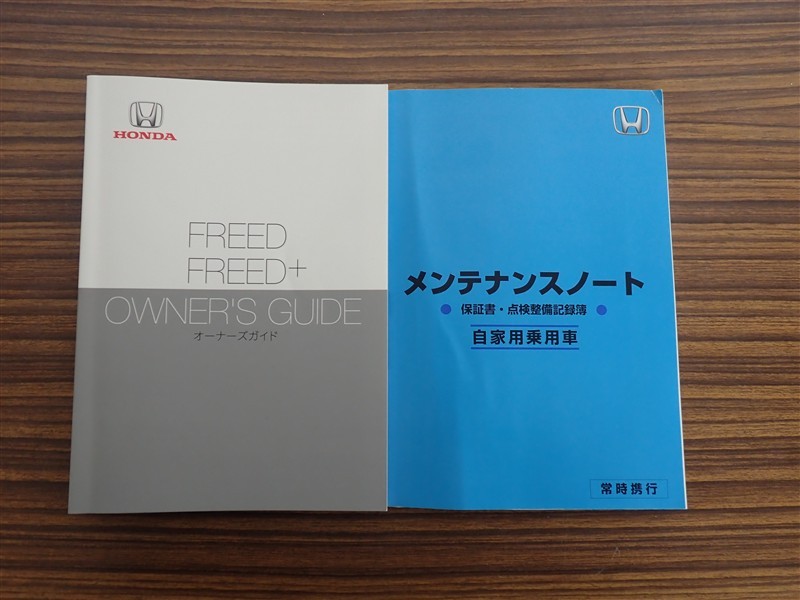 HONDA
FREED
FREED+
OWNER'S GUIDE
オーナーズガイド
メンテナンスノート
● 保証書・点検整備記録簿 ●
自家用乗用車
常時携行